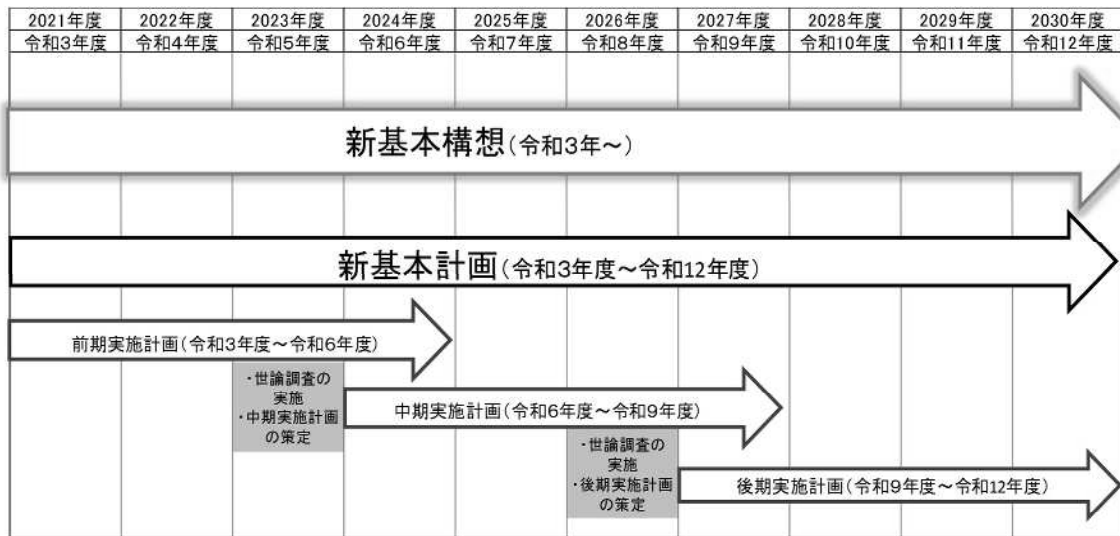 2021年度 2022年度 2023年度 2024年度 2025年度 2026年度 2027年度 2028年度 2029年度 2030年度
令和3年度 令和4年度 令和5年度 令和6年度 令和7年度 令和8年度 令和9年度 令和10年度 令和11年度 令和12年度
新基本構想(令和3年～)
新基本計画(令和3年度～令和12年度)
前期実施計画(令和3年度～令和6年度)
・世論調査の
実施
・中期実施計画
の策定
中期実施計画(令和6年度～令和9年度)
・世論調査の
実施
・後期実施計画
の策定
後期実施計画(令和9年度～令和12年度)